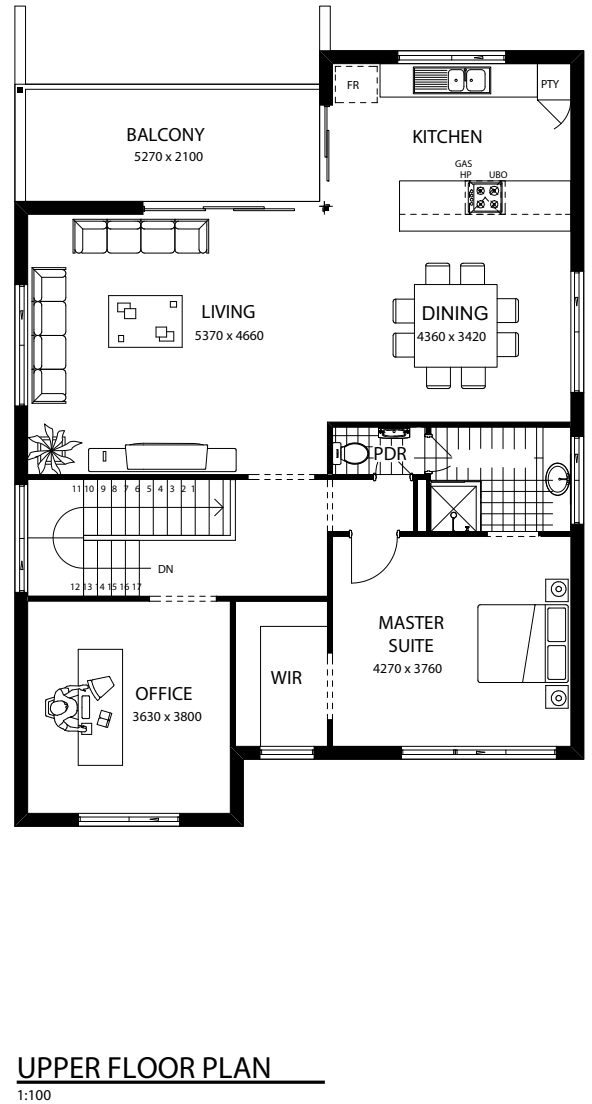 FR
PTY
BALCONY
5270 x 2100
KITCHEN
GAS
HP UBO
LIVING
5370 x 4660
DINING
4360 x 3420
PDR
11 10 9 8 7 6 5 4 3 2 1
DN
12 13 14 15 16 17
MASTER
SUITE
4270 x 3760
WIR
OFFICE
3630 x 3800
UPPER FLOOR PLAN
1:100